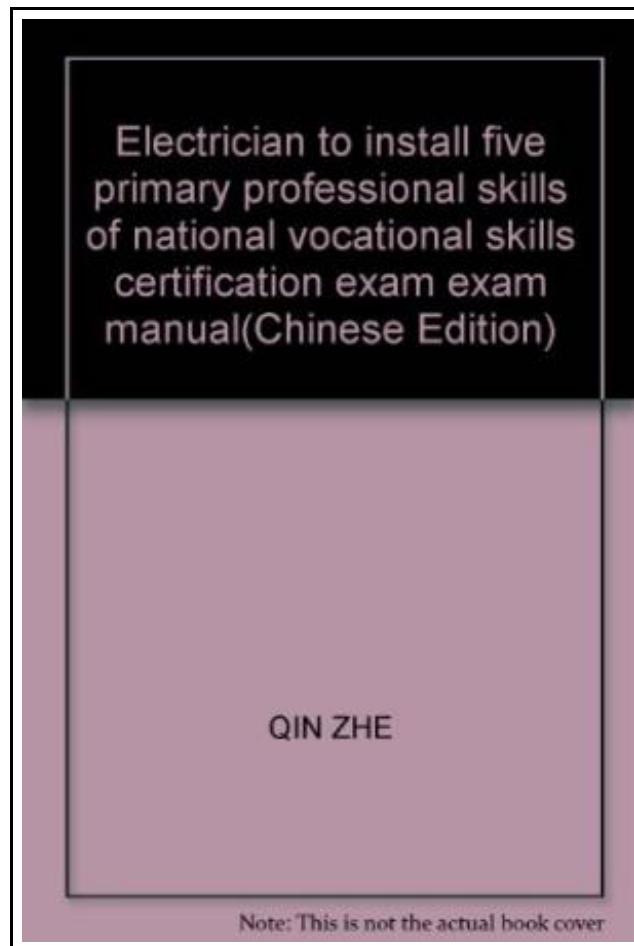 Electrician to install five
primary professional skills
of national vocational skills
certification exam exam
manual(Chinese Edition)
QIN ZHE
Note: This is not the actual book cover